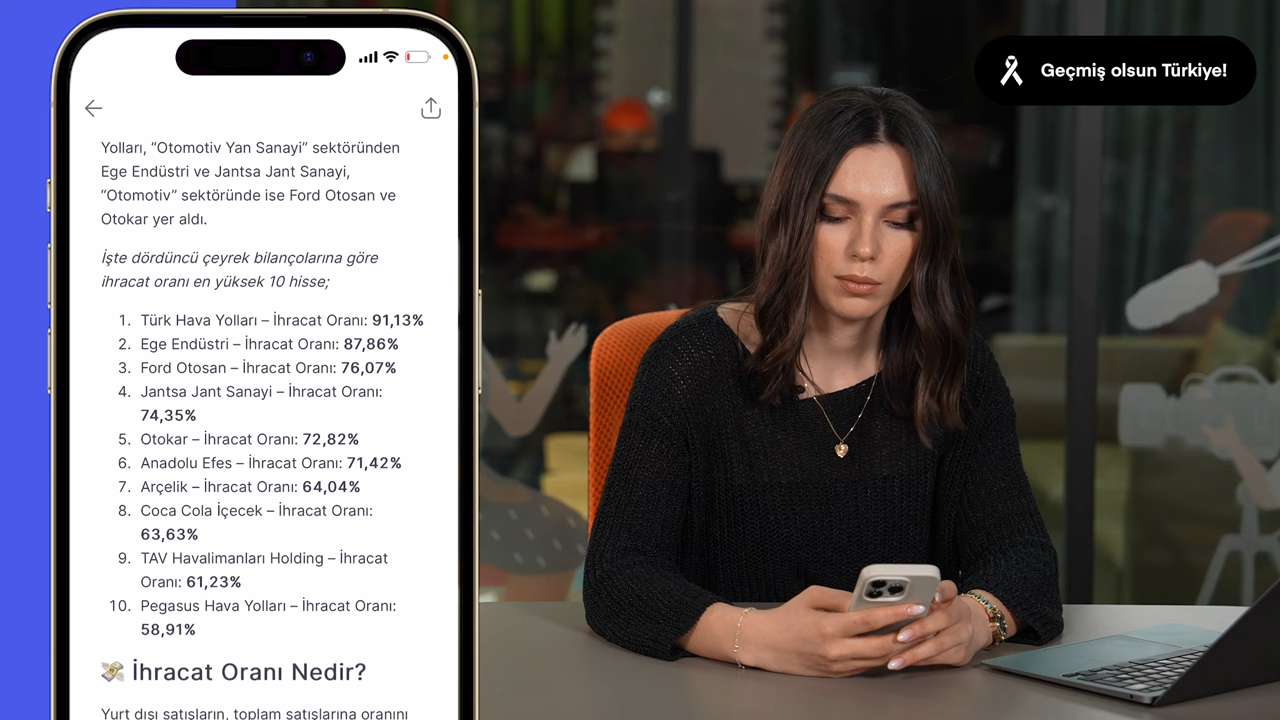 Yolları, “Otomotiv Yan Sanayi” sektöründen
Ege Endüstri ve Jantsa Jant Sanayi,
“Otomotiv” sektöründe ise Ford Otosan ve
Otokar yer aldı.
İşte dördüncü çeyrek bilançolarına göre
ihracat oranı en yüksek 10 hisse;
1. Türk Hava Yolları – İhracat Oranı: 91,13%
2. Ege Endüstri – İhracat Oranı: 87,86%
3. Ford Otosan – İhracat Oranı: 76,07%
4. Jantsa Jant Sanayi – İhracat Oranı:
74,35%
5. Otokar – İhracat Oranı: 72,82%
6. Anadolu Efes – İhracat Oranı: 71,42%
7. Arçelik – İhracat Oranı: 64,04%
8. Coca Cola İçecek – İhracat Oranı:
63,63%
9. TAV Havalimanları Holding – İhracat
Oranı: 61,23%
10. Pegasus Hava Yolları – İhracat Oranı:
58,91%
💸 İhracat Oranı Nedir?
Yurt dışı satışların, toplam satışlarına oranını
Geçmiş olsun Türkiye!